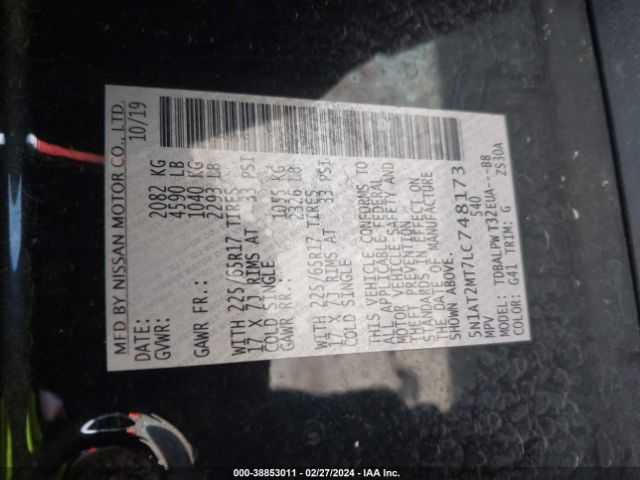 MFD BY NISSAN MOTOR CO., LTD.
DATE: 10/19
GVWR: 2082 KG
4590 LB
GAWR FR.: 1040 KG
2293 LB
WITH 225/65R17 TIRES
17 X 7J RIMS AT 33 PSI
COLD SINGLE
GAWR RR.: 1055 KG
2326 LB
WITH 225/65R17 TIRES
17 X 7J RIMS AT 33 PSI
COLD SINGLE
THIS VEHICLE CONFORMS TO
ALL APPLICABLE FEDERAL
MOTOR VEHICLE SAFETY AND
THEFT PREVENTION
STANDARDS IN EFFECT ON
THE DATE OF MANUFACTURE
SHOWN ABOVE.
5N1AT2MT7LC748173
MPV 540
MODEL: TDBALPWT32EUA---BB
COLOR: G41 TRIM: G ZS30A
000-38853011 - 02/27/2024 - IAA Inc.